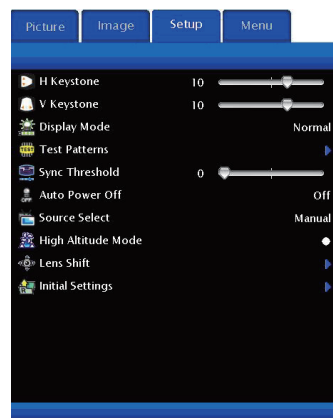 Picture Image Setup Menu
H Keystone 10
V Keystone 10
Display Mode Normal
TEST Test Patterns
Sync Threshold 0
Auto Power Off Off
Source Select Manual
High Altitude Mode
Lens Shift
Initial Settings